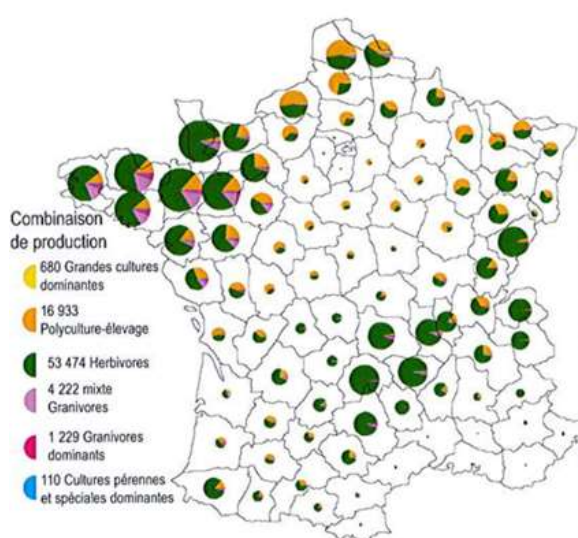 Combinaison
de production
680 Grandes cultures
dominantes
16 933
Polyculture-élevage
53 474 Herbivores
4 222 mixte
Granivores
1 229 Granivores
dominants
110 Cultures pérennes
et spéciales dominantes